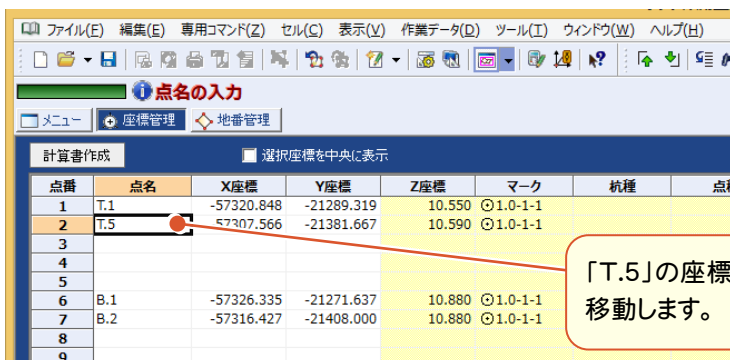 ファイル(F) 編集(E) 専用コマンド(Z) セル(C) 表示(V) 作業データ(D) ツール(T) ウィンドウ(W) ヘルプ(H)
点名の入力
メニュー 座標管理 地番管理
計算書作成 選択座標を中央に表示
点番 点名 X座標 Y座標 Z座標 マーク 杭種
1 T.1 -57320.848 -21289.319 10.550 1.0-1-1
2 T.5 -57307.566 -21381.667 10.590 1.0-1-1
3
4
5
6 B.1 -57326.335 -21271.637 10.880 1.0-1-1
7 B.2 -57316.427 -21408.000 10.880 1.0-1-1
8
9
「T.5」の座標
移動します。